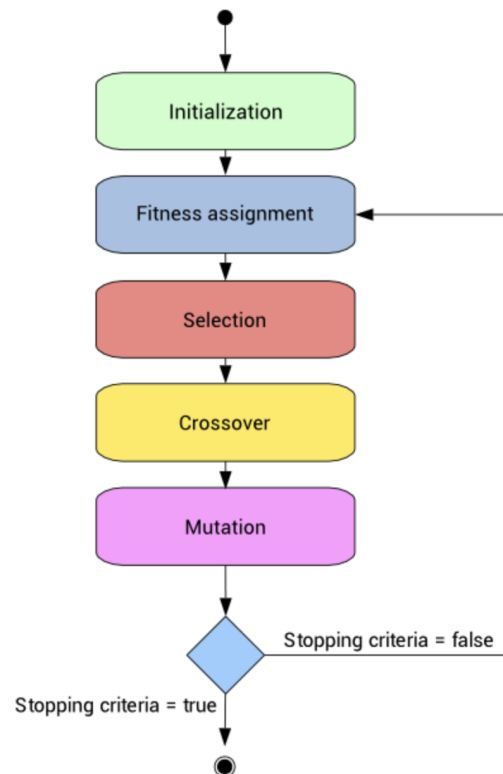 Initialization
Fitness assignment
Selection
Crossover
Mutation
Stopping criteria = false
Stopping criteria = true